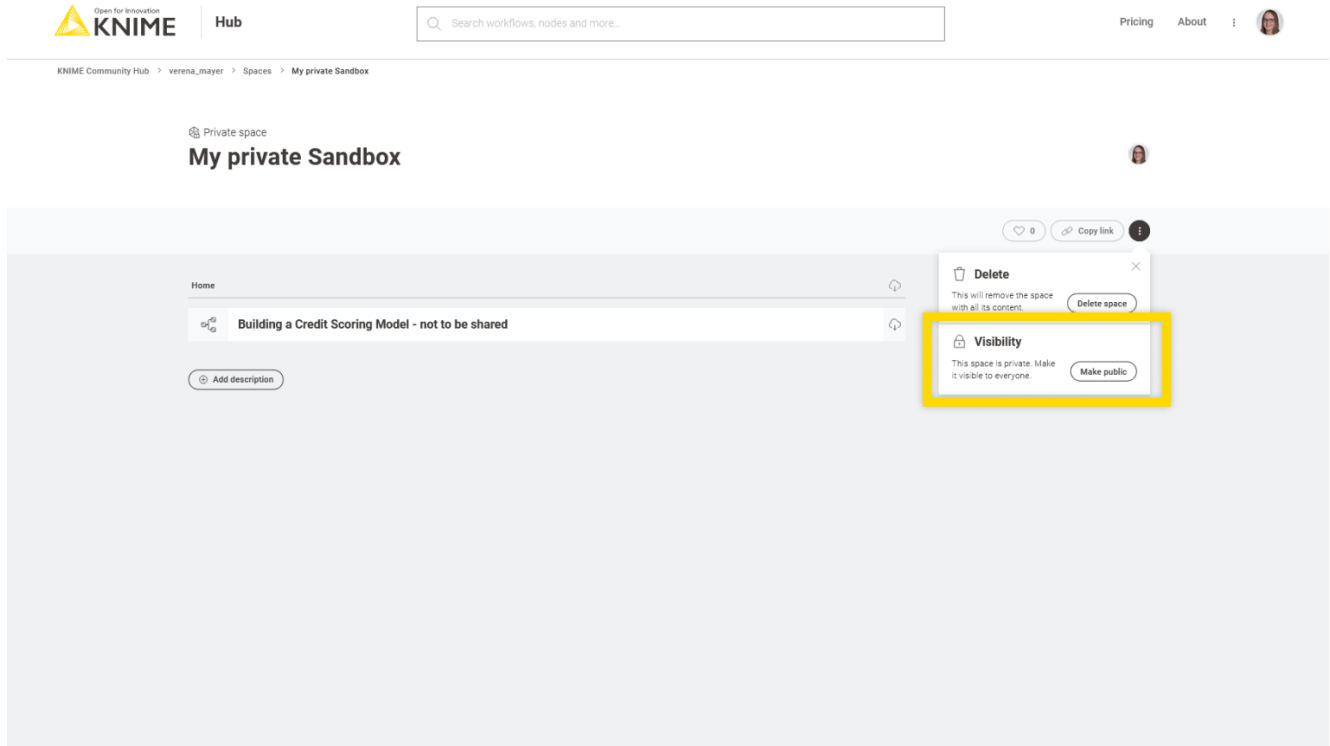 Open for Innovation
KNIME
Hub
Search workflows, nodes and more...
Pricing
About
KNIME Community Hub > verena_mayer > Spaces > My private Sandbox
Private space
My private Sandbox
0
Copy link
Delete
This will remove the space
with all its content.
Delete space
Home
Building a Credit Scoring Model - not to be shared
Visibility
This space is private. Make
it visible to everyone.
Make public
Add description